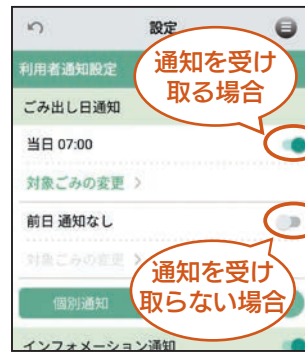 設定
利用者通知設定
通知を受け
取る場合
ごみ出し日通知
当日 07:00
対象ごみの変更 >
前日 通知なし
対象ごみの変更 >
通知を受け
取らない場合
個別通知
インフォメーション通知